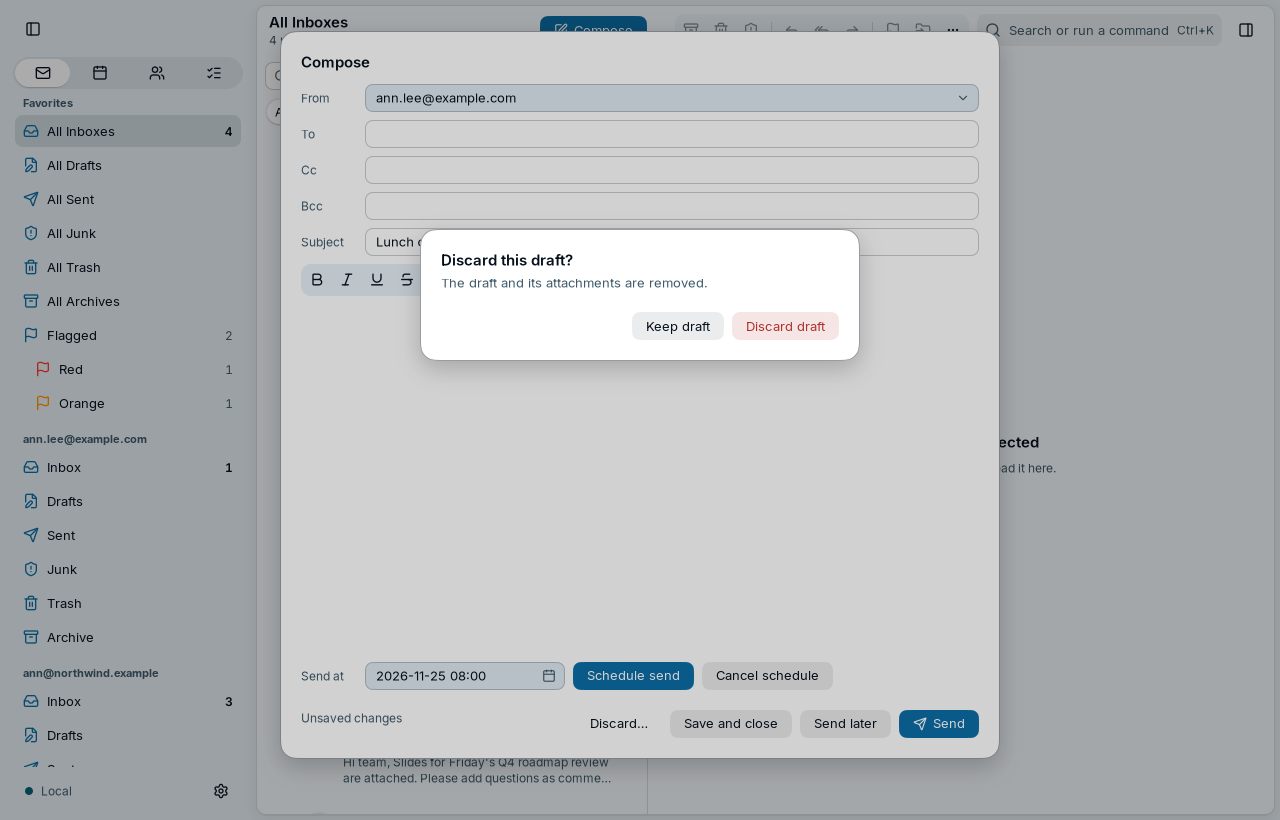 All Inboxes
4
Compose
Search or run a command
Ctrl+K
Favorites
All Inboxes
4
All Drafts
All Sent
All Junk
All Trash
All Archives
Flagged
2
Red
1
Orange
1
ann.lee@example.com
Inbox
1
Drafts
Sent
Junk
Trash
Archive
ann@northwind.example
Inbox
3
Drafts
Local
Compose
From
ann.lee@example.com
To
Cc
Bcc
Subject
Lunch
B I U S
Discard this draft?
The draft and its attachments are removed.
Keep draft
Discard draft
ad it here.
Send at
2026-11-25 08:00
Schedule send
Cancel schedule
Unsaved changes
Discard...
Save and close
Send later
Send
Hi team, Slides for Friday's Q4 roadmap review
are attached. Please add questions as comme...